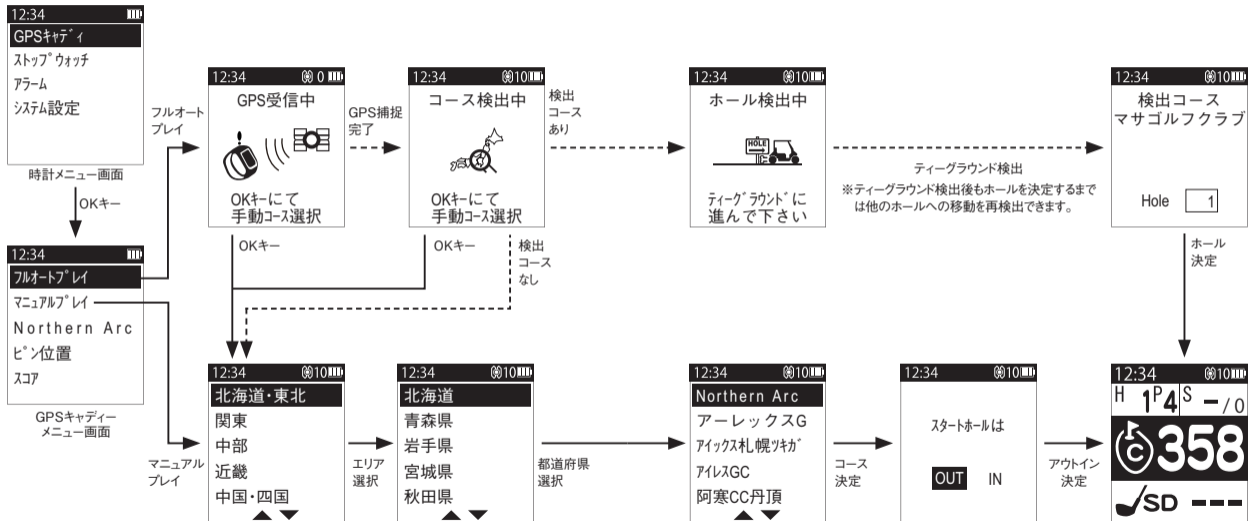 12:34
GPSｷｬﾃﾞｨ
ｽﾄｯﾌﾟｳｫｯﾁ
ｱﾗｰﾑ
ｼｽﾃﾑ設定
時計メニュー画面
OKキー
12:34
ﾌﾙｵｰﾄﾌﾟﾚｲ
ﾏﾆｭｱﾙﾌﾟﾚｲ
Northern Arc
ﾋﾟﾝ位置
ｽｺｱ
GPSキャディー
メニュー画面
フルオート
プレイ
マニュアル
プレイ
12:34 0
GPS受信中
OKｷｰにて
手動ｺｰｽ選択
GPS捕捉
完了
12:34 10
コース検出中
OKｷｰにて
手動ｺｰｽ選択
検出
コース
あり
12:34 10
ホール検出中
HOLE
ﾃｨｰｸﾞﾗｳﾝﾄﾞに
進んで下さい
ティーグラウンド検出
※ティーグラウンド検出後もホールを決定するまで
は他のホールへの移動を再検出できます。
12:34 10
検出コース
マサゴルフクラブ
Hole 1
OKキー
OKキー
検出
コース
なし
ホール
決定
12:34 10
北海道・東北
関東
中部
近畿
中国・四国
エリア
選択
12:34 10
北海道
青森県
岩手県
宮城県
秋田県
都道府県
選択
12:34 10
Northern Arc
アーレックスG
ｱｲｯｸｽ札幌ﾂｷｶﾞ
ｱｲﾚｽGC
阿寒CC丹頂
コース
決定
12:34 10
ｽﾀｰﾄﾎｰﾙは
OUT IN
アウトイン
決定
12:34 10
H 1 P4 S -/0
C 358
SD ---